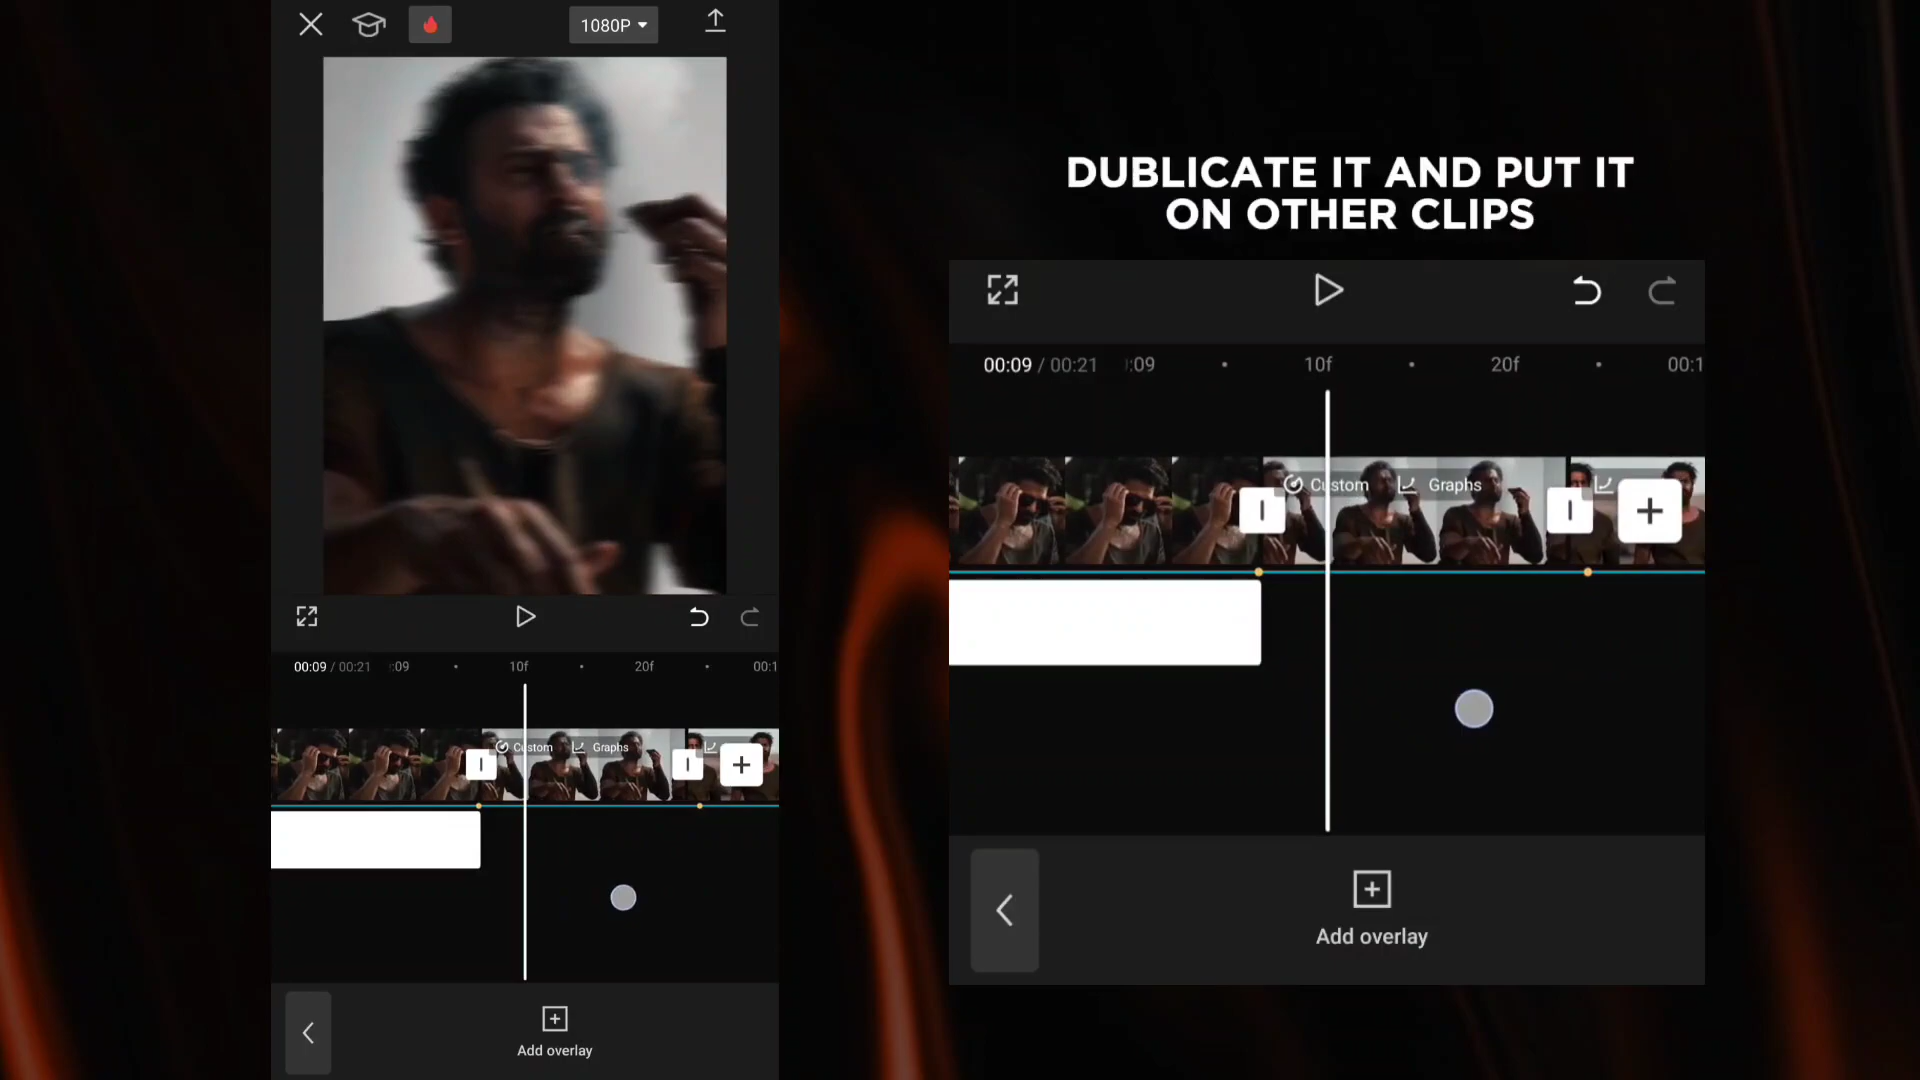 1080P
00:09 / 00:21 :09 10f 20f 00:1
Custom Graphs
Add overlay
DUBLICATE IT AND PUT IT
ON OTHER CLIPS
00:09 / 00:21 :09 10f 20f 00:1
Custom Graphs
Add overlay